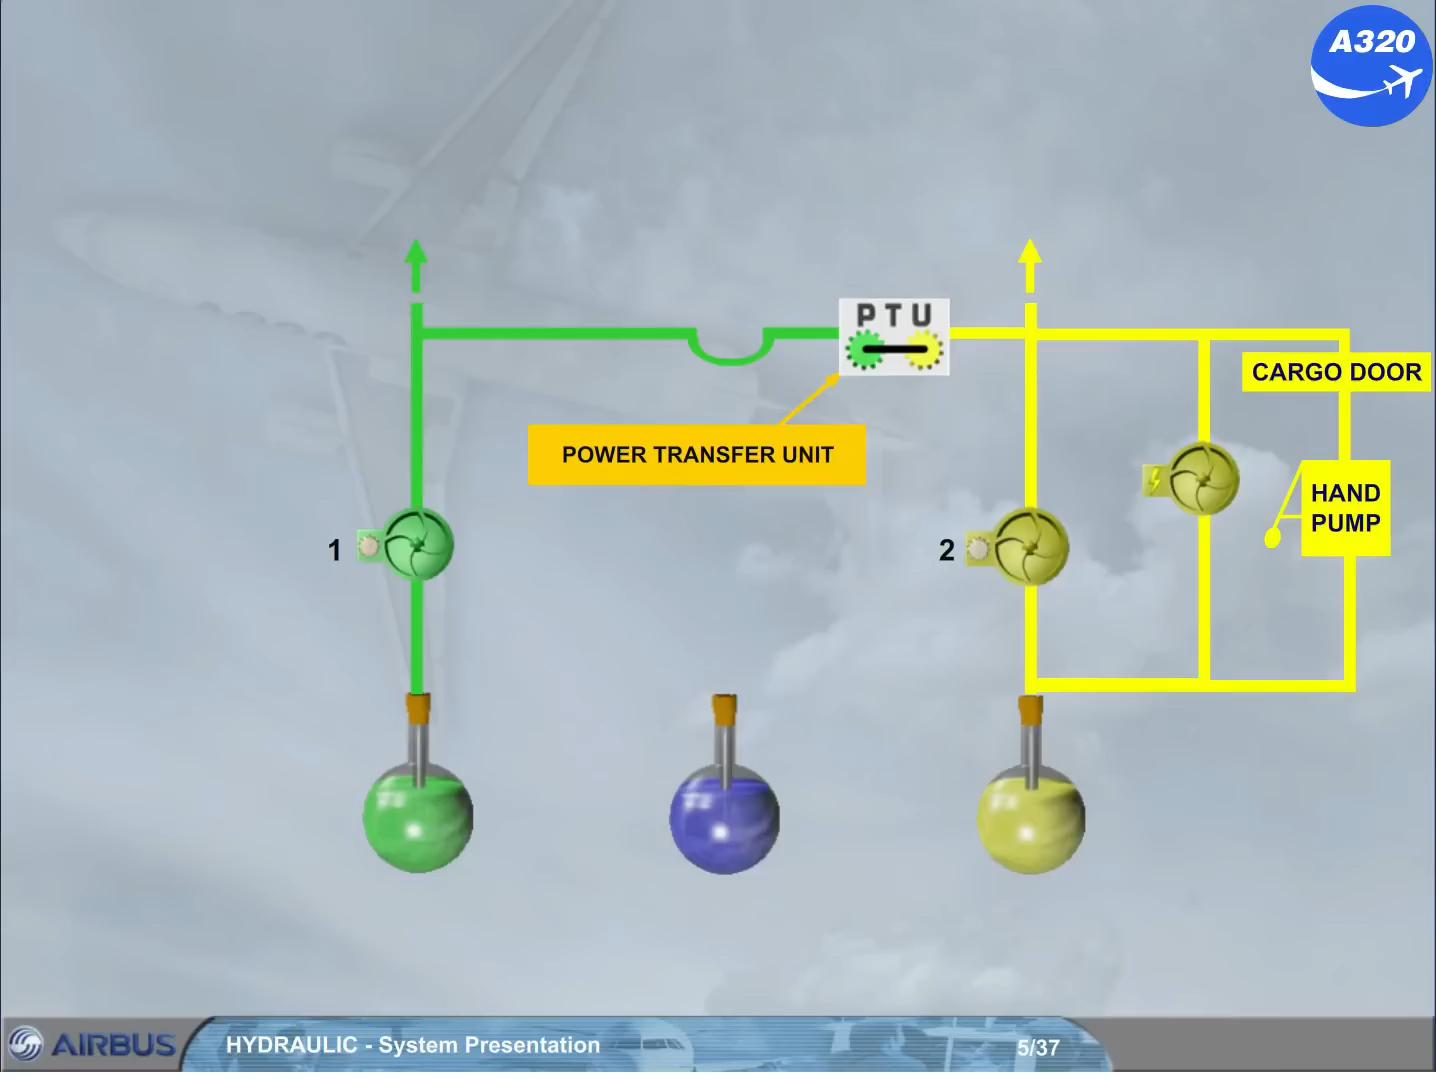 A320
PTU
CARGO DOOR
POWER TRANSFER UNIT
HAND
PUMP
1
2
AIRBUS
HYDRAULIC - System Presentation
5/37